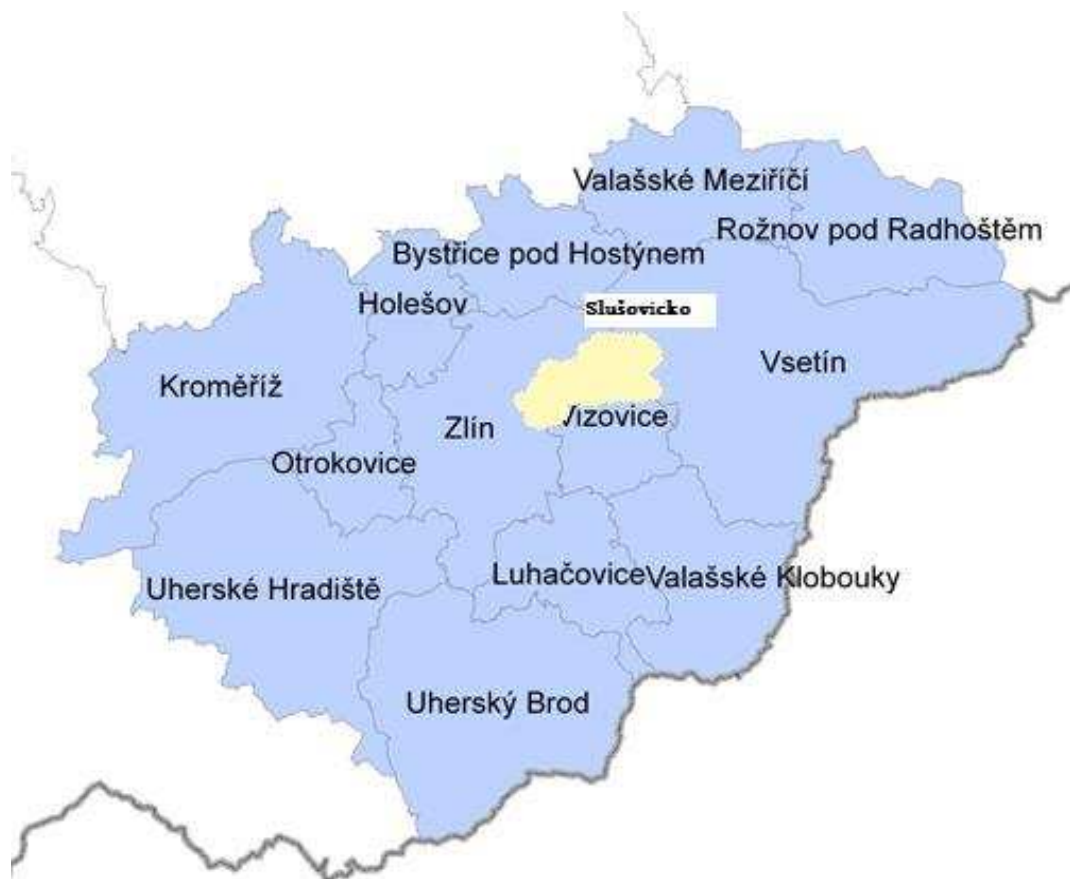 Valašské Meziříčí
Rožnov pod Radhoštěm
Bystřice pod Hostýnem
Holešov
Slušovicko
Vsetín
Kroměříž
Vizovice
Zlín
Otrokovice
Luhačovice
Valašské Klobouky
Uherské Hradiště
Uherský Brod